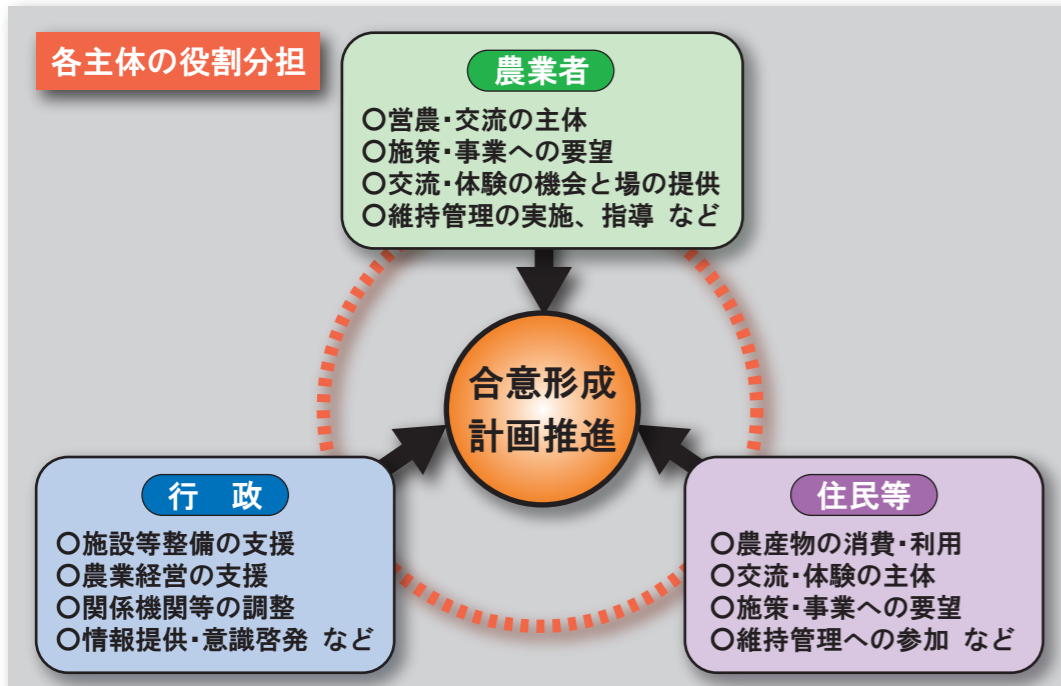 各主体の役割分担
農業者
○営農・交流の主体
○施策・事業への要望
○交流・体験の機会と場の提供
○維持管理の実施、指導 など
合意形成
計画推進
行 政
○施設等整備の支援
○農業経営の支援
○関係機関等の調整
○情報提供・意識啓発 など
住民等
○農産物の消費・利用
○交流・体験の主体
○施策・事業への要望
○維持管理への参加 など